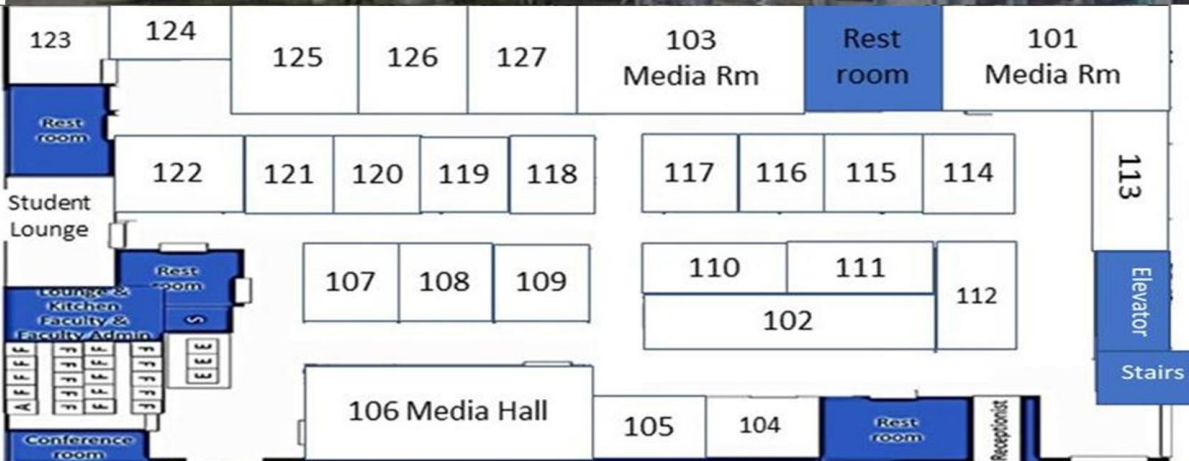 123
124
125
126
127
103
Media Rm
Rest
room
101
Media Rm
Rest
room
122
121
120
119
118
117
116
115
114
113
Student
Lounge
Rest
room
107
108
109
110
111
112
102
Elevator
Lounge &
Kitchen
Faculty &
Faculty Admin
S
F F F F
F F F F
F F F F
F F F F
A F F F
E E E
106 Media Hall
105
104
Rest
room
Receptionist
Stairs
Conference
room